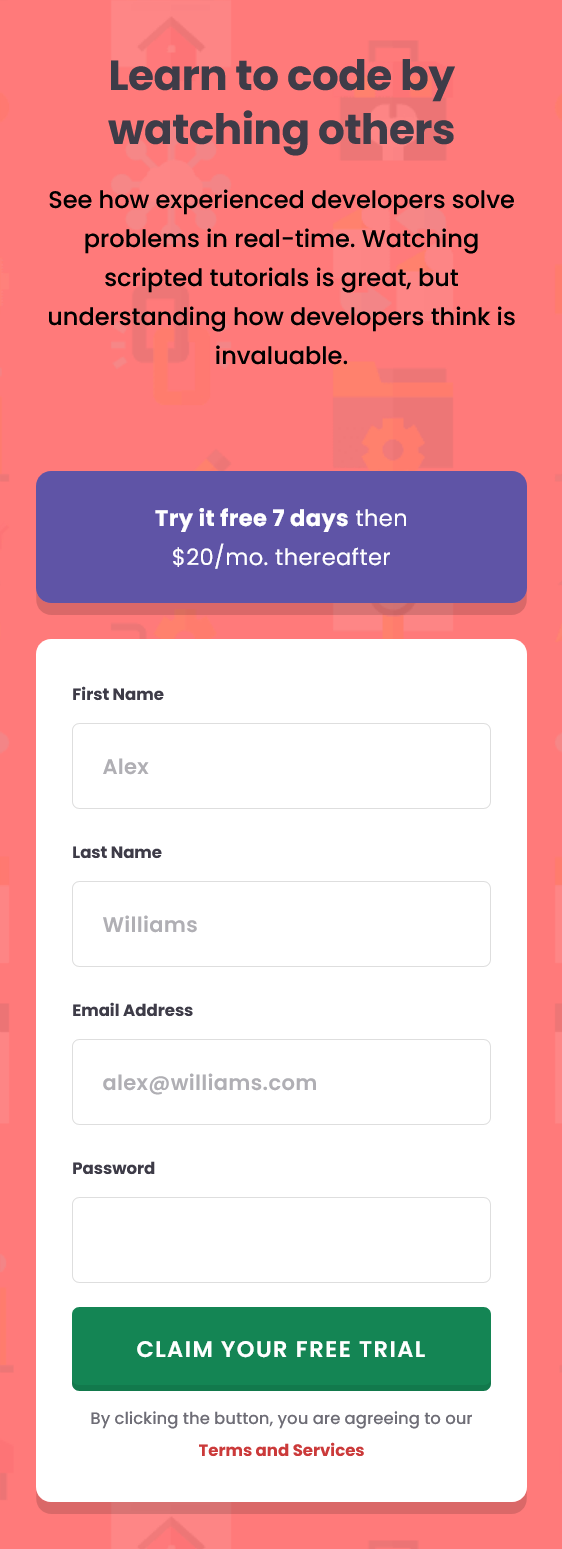 Learn to code by
watching others
See how experienced developers solve
problems in real-time. Watching
scripted tutorials is great, but
understanding how developers think is
invaluable.
Try it free 7 days then
$20/mo. thereafter
First Name
Alex
Last Name
Williams
Email Address
alex@williams.com
Password
CLAIM YOUR FREE TRIAL
By clicking the button, you are agreeing to our
Terms and Services